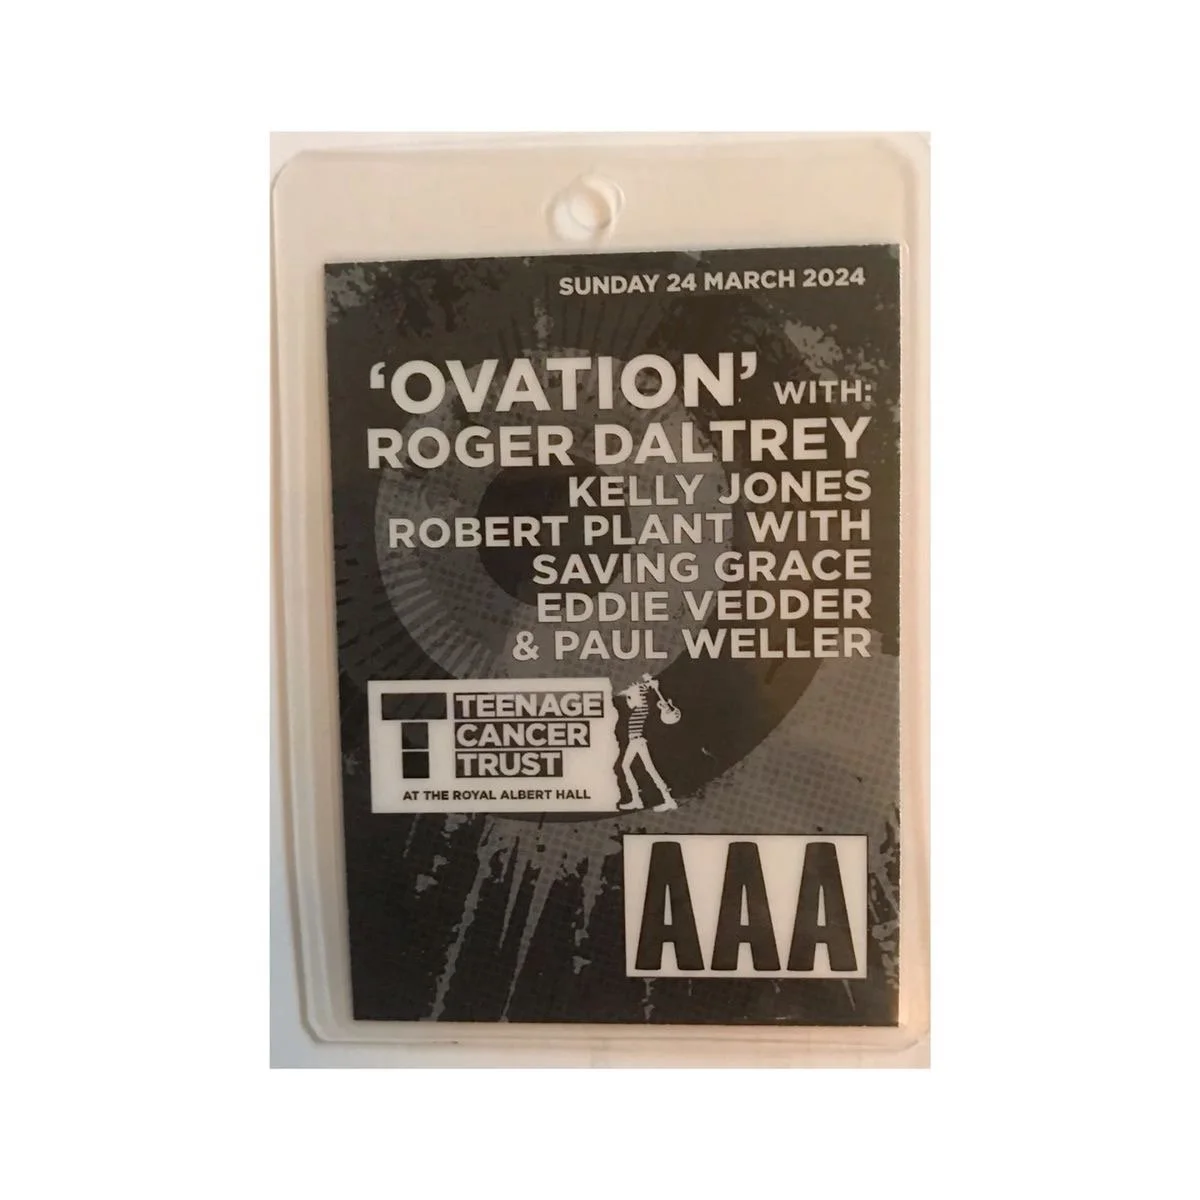 SUNDAY 24 MARCH 2024
‘OVATION’ WITH:
ROGER DALTREY
KELLY JONES
ROBERT PLANT WITH
SAVING GRACE
EDDIE VEDDER
& PAUL WELLER
TEENAGE
CANCER
TRUST
AT THE ROYAL ALBERT HALL
AAA